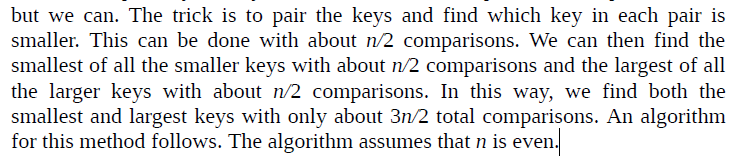 but we can. The trick is to pair the keys and find which key in each pair is
smaller. This can be done with about n/2 comparisons. We can then find the
smallest of all the smaller keys with about n/2 comparisons and the largest of all
the larger keys with about n/2 comparisons. In this way, we find both the
smallest and largest keys with only about 3n/2 total comparisons. An algorithm
for this method follows. The algorithm assumes that n is even.